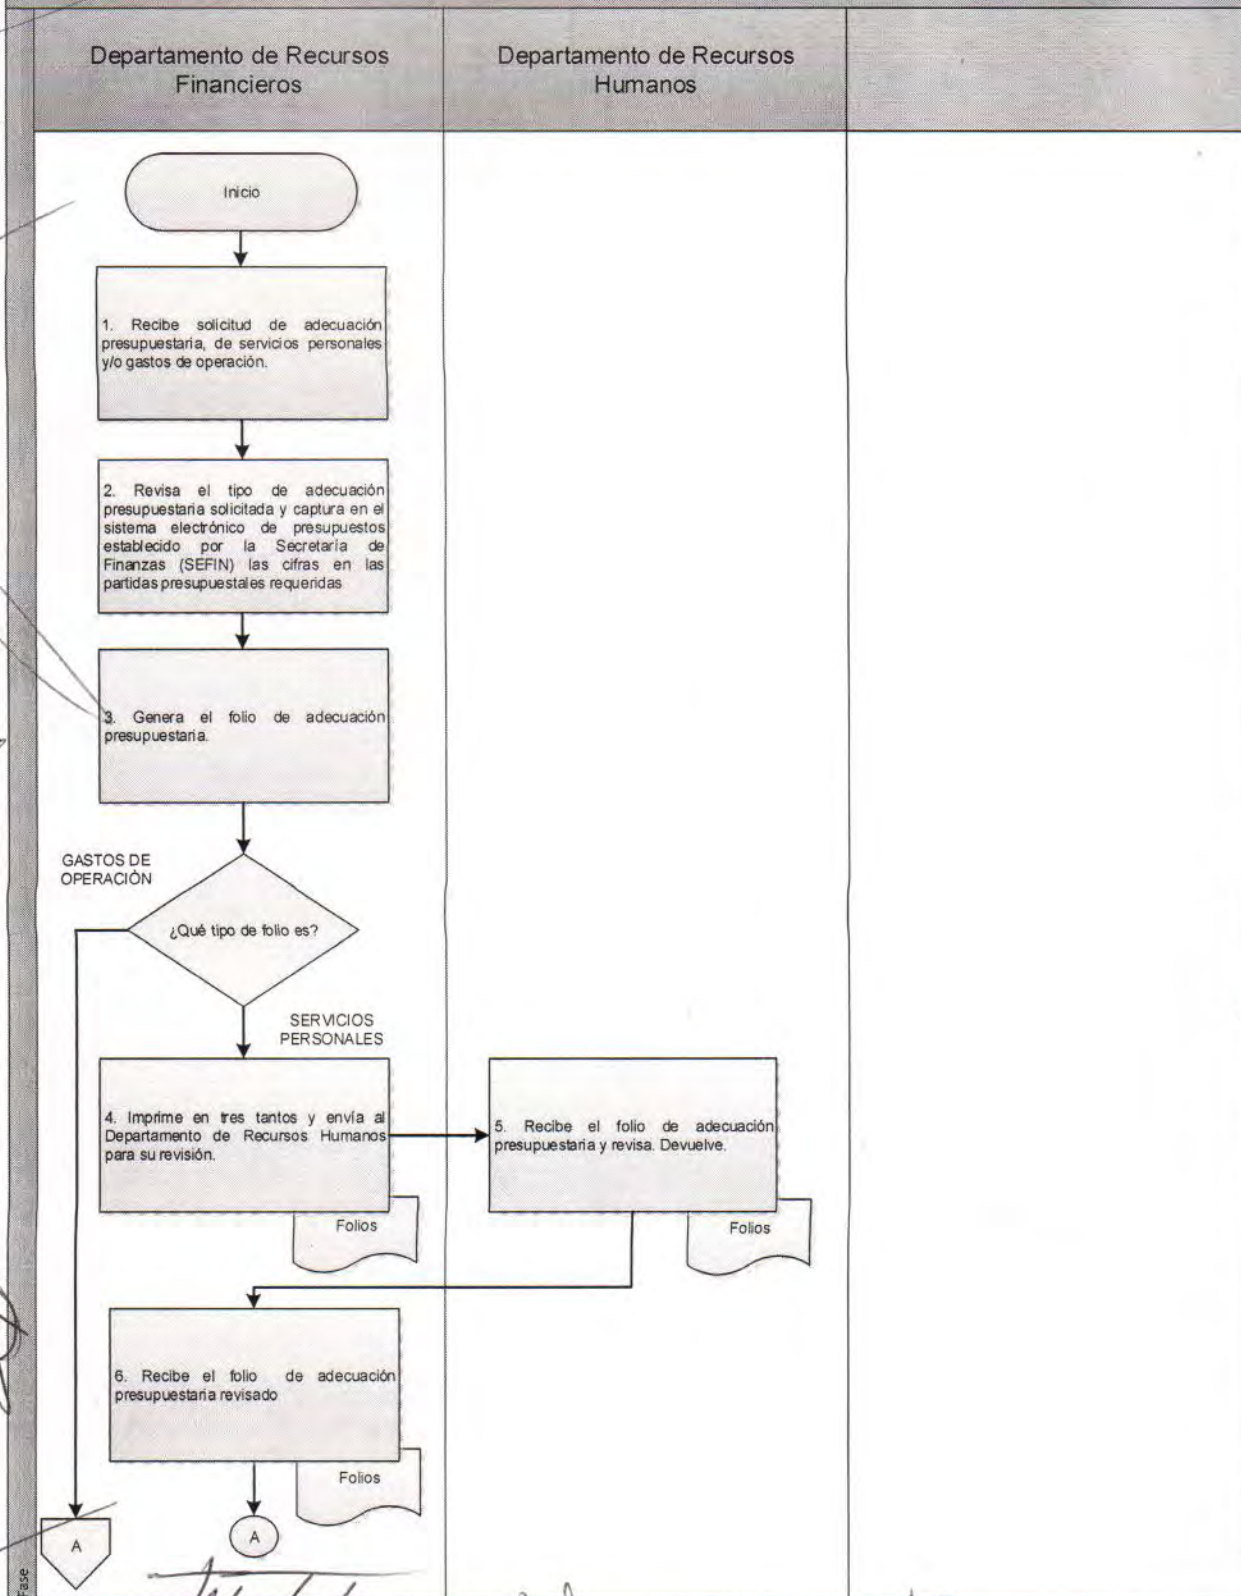 Departamento de Recursos
Financieros
Departamento de Recursos
Humanos
Inicio
1. Recibe solicitud de adecuación
presupuestaria, de servicios personales
y/o gastos de operación.
2. Revisa el tipo de adecuación
presupuestaria solicitada y captura en el
sistema electrónico de presupuestos
establecido por la Secretaría de
Finanzas (SEFIN) las cifras en las
partidas presupuestales requeridas
3. Genera el folio de adecuación
presupuestaria.
GASTOS DE
OPERACIÓN
¿Qué tipo de folio es?
SERVICIOS
PERSONALES
4. Imprime en tres tantos y envía al
Departamento de Recursos Humanos
para su revisión.
Folios
5. Recibe el folio de adecuación
presupuestaria y revisa. Devuelve.
Folios
6. Recibe el folio de adecuación
presupuestaria revisado
Folios
A
A
Fase